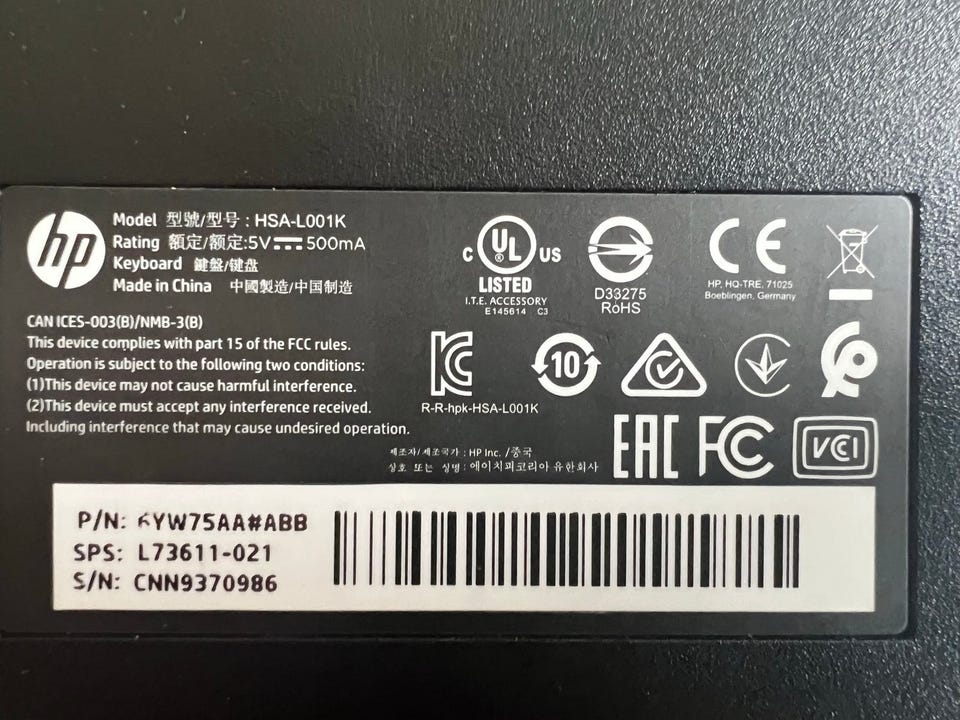 hp
Model 型號/型号 : HSA-L001K
Rating 額定/额定:5V⎓500mA
Keyboard 鍵盤/键盘
Made in China 中國製造/中国制造
CAN ICES-003(B)/NMB-3(B)
This device complies with part 15 of the FCC rules.
Operation is subject to the following two conditions:
(1)This device may not cause harmful interference.
(2)This device must accept any interference received.
Including interference that may cause undesired operation.
C UL ® US
LISTED
I.T.E. ACCESSORY
E145614 C3
D33275
RoHS
CE
HP, HQ-TRE, 71025
Boeblingen, Germany
KC
10
R-R-hpk-HSA-L001K
EAC FC VCCI
제조자/제조국가 : HP Inc. /중국
상호 또는 성명 : 에이치피코리아 유한회사
P/N: 6YW75AA#ABB
SPS: L73611-021
S/N: CNN9370986